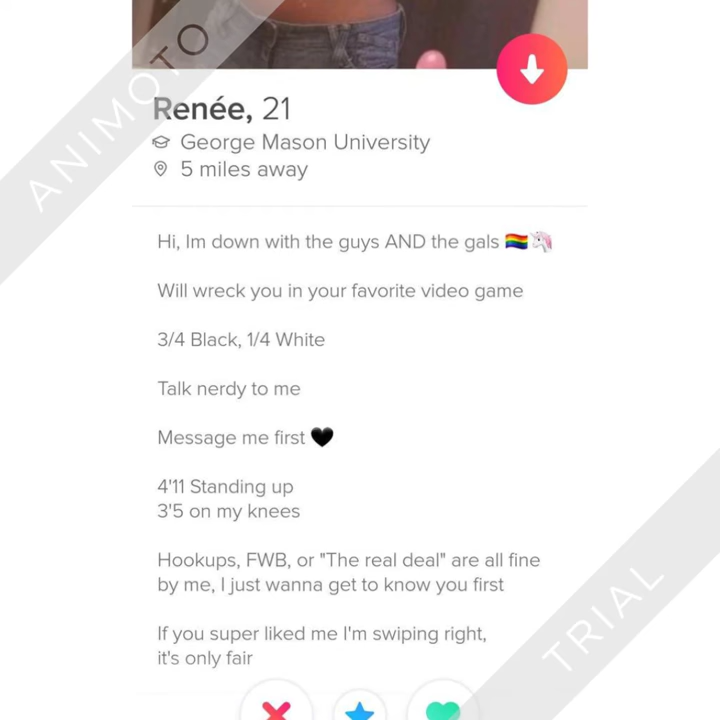 ANIMOTO
Renée, 21
George Mason University
5 miles away
Hi, Im down with the guys AND the gals 🏳️‍🌈🦄
Will wreck you in your favorite video game
3/4 Black, 1/4 White
Talk nerdy to me
Message me first 🖤
4'11 Standing up
3'5 on my knees
Hookups, FWB, or "The real deal" are all fine
by me, I just wanna get to know you first
If you super liked me I'm swiping right,
it's only fair
TRIAL